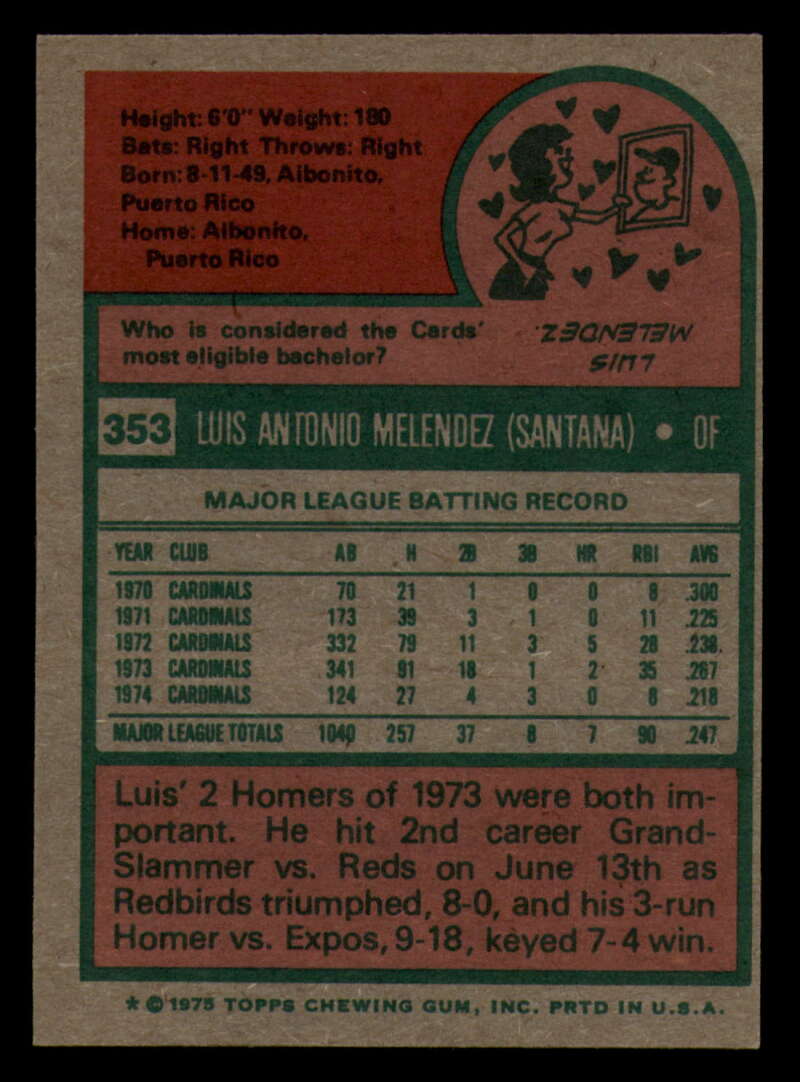 Height: 6'0" Weight: 180
Bats: Right Throws: Right
Born: 8-11-49, Aibonito,
Puerto Rico
Home: Aibonito,
Puerto Rico
Who is considered the Cards'
most eligible bachelor?
LUIS
MELENDEZ.
353 LUIS ANTONIO MELENDEZ (SANTANA) • OF
MAJOR LEAGUE BATTING RECORD
YEAR CLUB AB H 2B 3B HR RBI AVG
1970 CARDINALS 70 21 1 0 0 8 .300
1971 CARDINALS 173 39 3 1 0 11 .225
1972 CARDINALS 332 79 11 3 5 28 .238
1973 CARDINALS 341 91 18 1 2 35 .267
1974 CARDINALS 124 27 4 3 0 8 .218
MAJOR LEAGUE TOTALS 1040 257 37 8 7 90 .247
Luis' 2 Homers of 1973 were both im-
portant. He hit 2nd career Grand-
Slammer vs. Reds on June 13th as
Redbirds triumphed, 8-0, and his 3-run
Homer vs. Expos, 9-18, keyed 7-4 win.
* © 1975 TOPPS CHEWING GUM, INC. PRTD IN U.S.A.